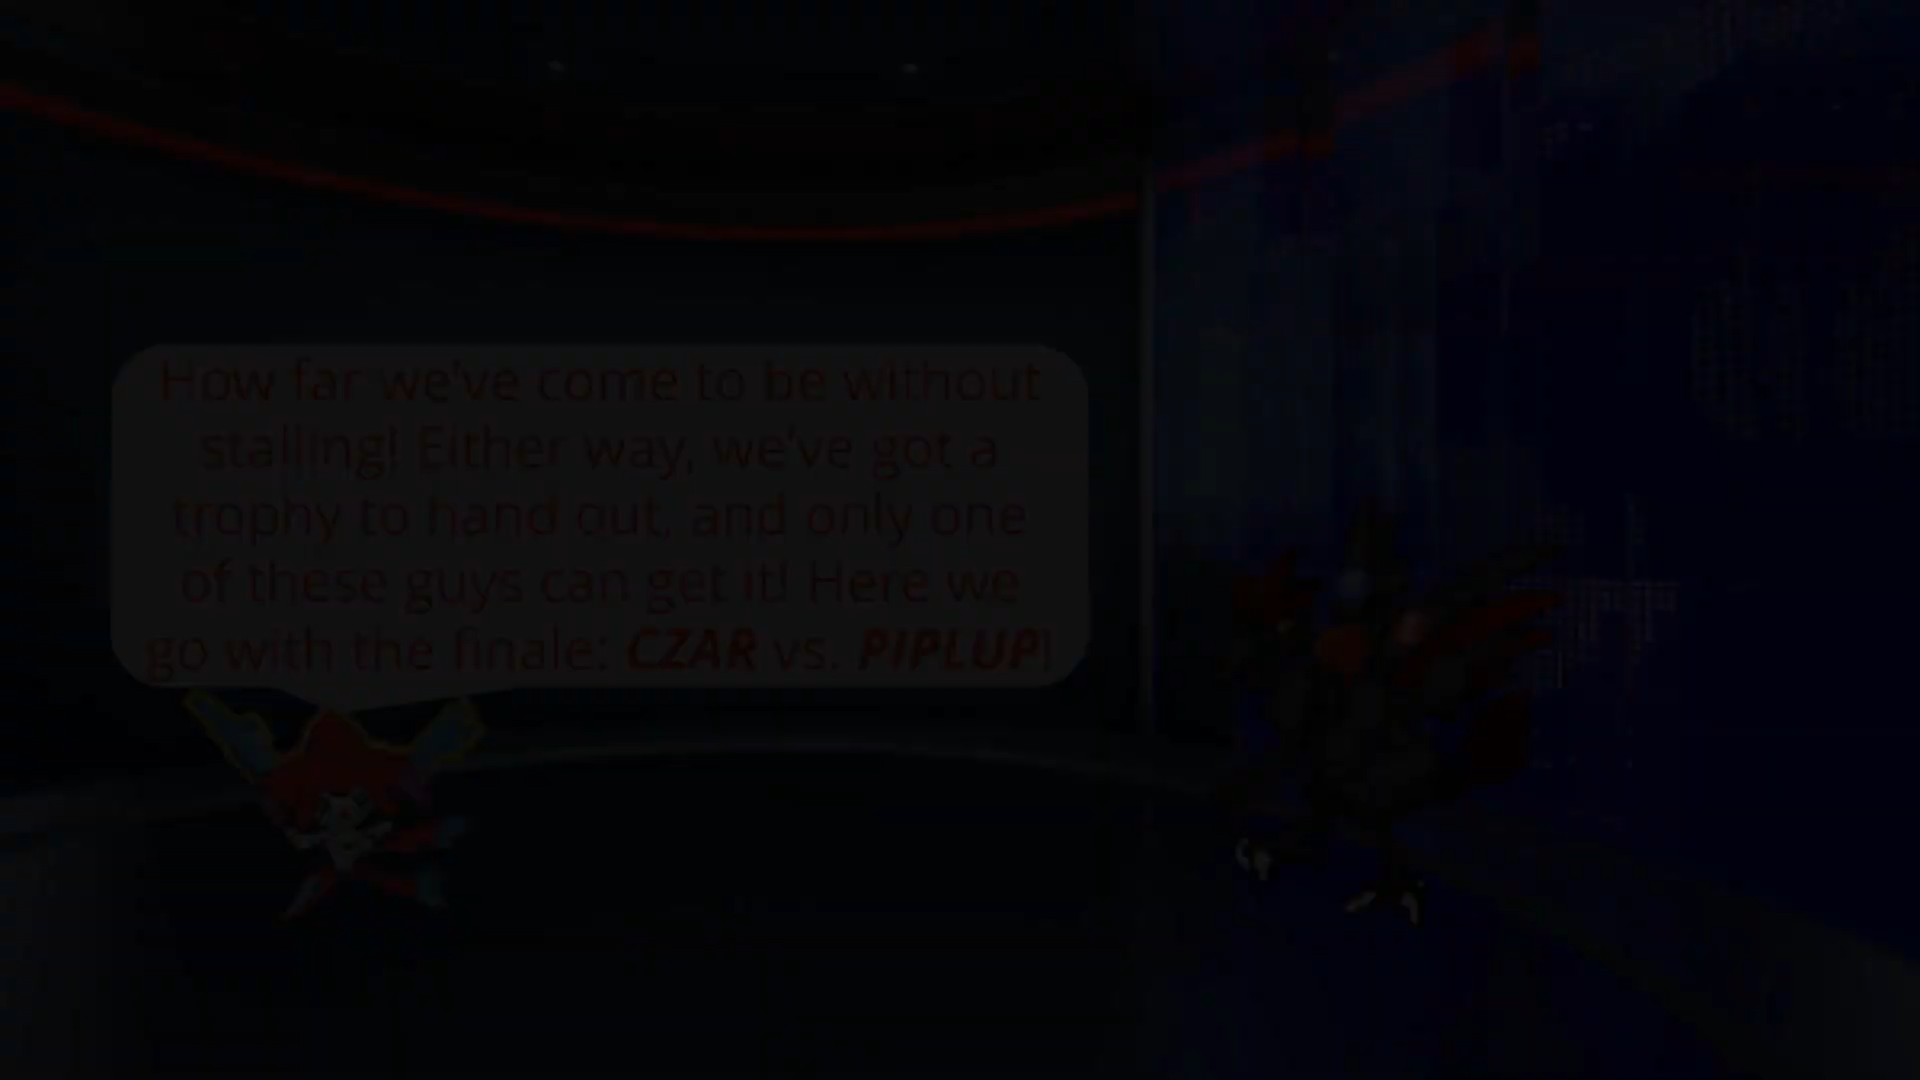 How far we've come to be without
stalling! Either way, we've got a
trophy to hand out, and only one
of these guys can get it! Here we
go with the finale: CZAR vs. PIPLUP!